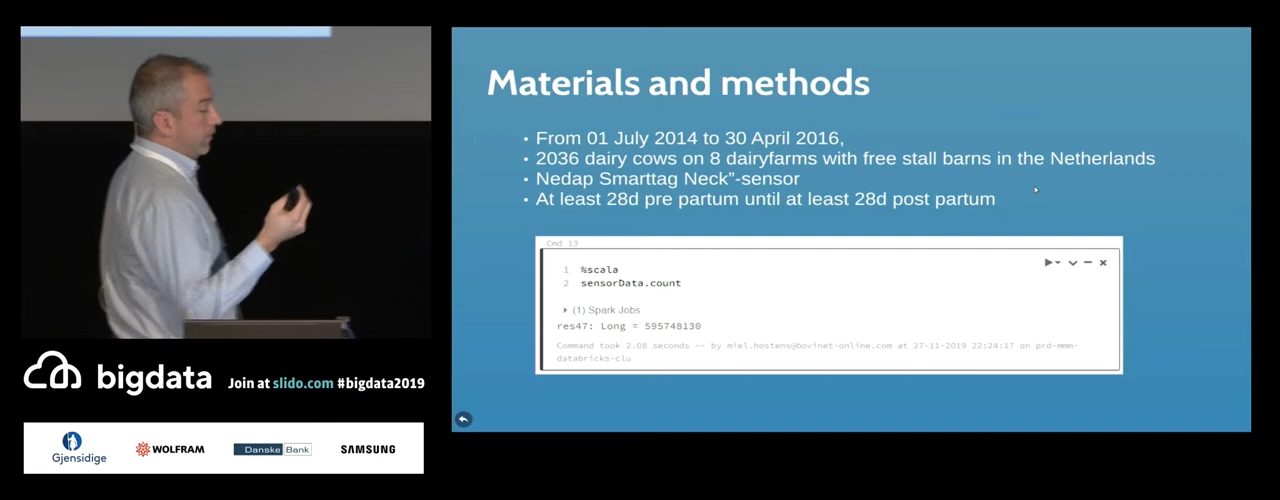 Materials and methods
• From 01 July 2014 to 30 April 2016,
• 2036 dairy cows on 8 dairyfarms with free stall barns in the Netherlands
• Nedap Smarttag Neck”-sensor
• At least 28d pre partum until at least 28d post partum
Cmd 13
1 %scala
2 sensorData.count
(1) Spark Jobs
res47: Long = 595748130
Command took 2.08 seconds -- by miel.hostens@bovinet-online.com at 27-11-2019 22:24:17 on prd-mmm-
databricks-clu
bigdata
Join at slido.com #bigdata2019
Gjensidige
WOLFRAM
Danske Bank
SAMSUNG